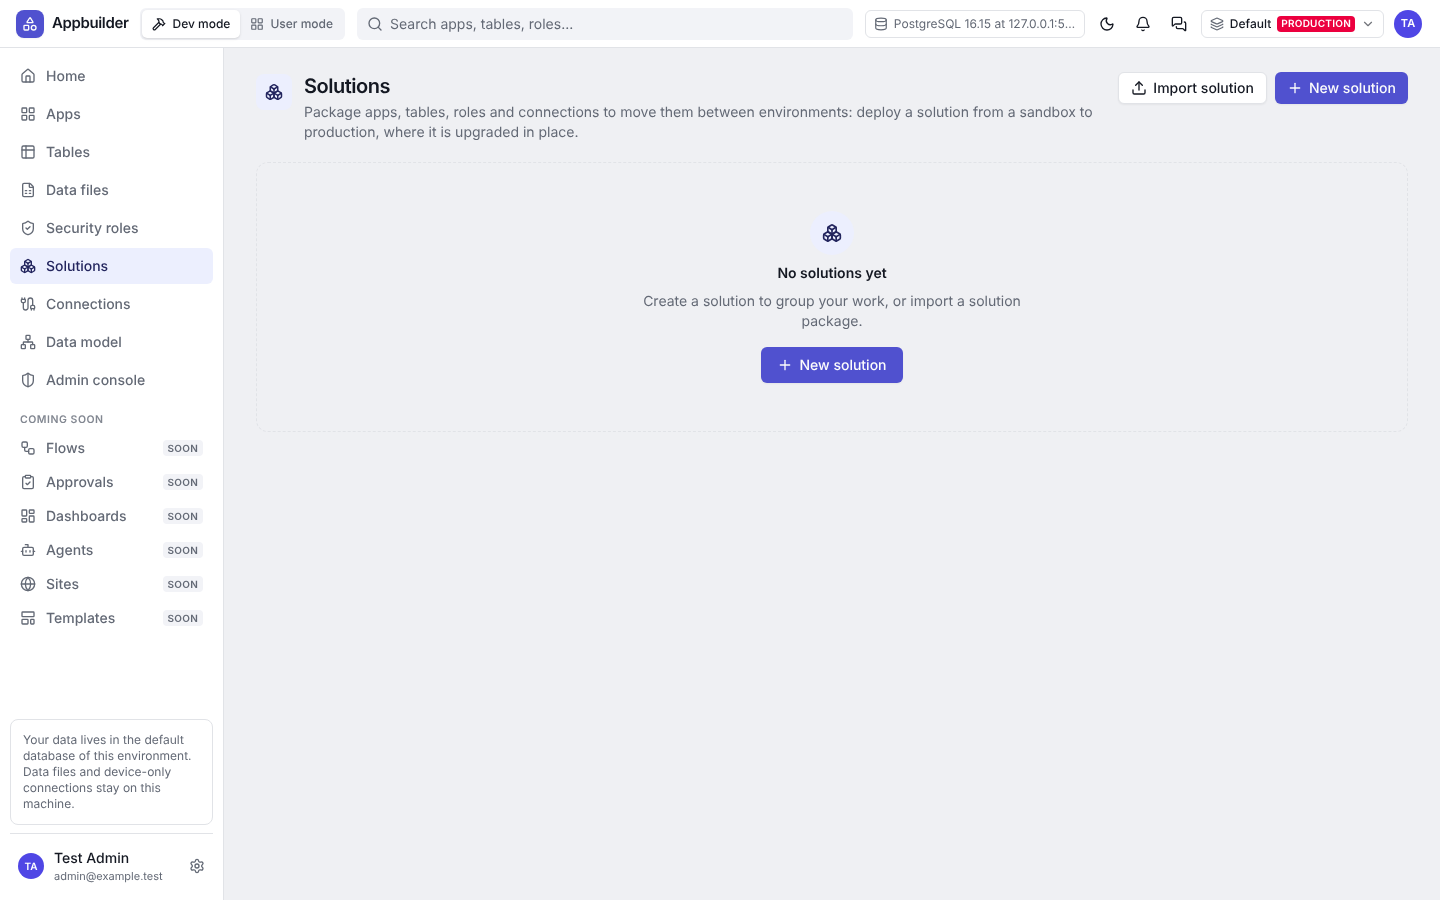 Appbuilder
Dev mode
User mode
Search apps, tables, roles...
PostgreSQL 16.15 at 127.0.0.1:5...
Default
PRODUCTION
TA
Home
Apps
Tables
Data files
Security roles
Solutions
Connections
Data model
Admin console
COMING SOON
Flows SOON
Approvals SOON
Dashboards SOON
Agents SOON
Sites SOON
Templates SOON
Your data lives in the default
database of this environment.
Data files and device-only
connections stay on this
machine.
TA
Test Admin
admin@example.test
Solutions
Package apps, tables, roles and connections to move them between environments: deploy a solution from a sandbox to
production, where it is upgraded in place.
Import solution
New solution
No solutions yet
Create a solution to group your work, or import a solution
package.
New solution